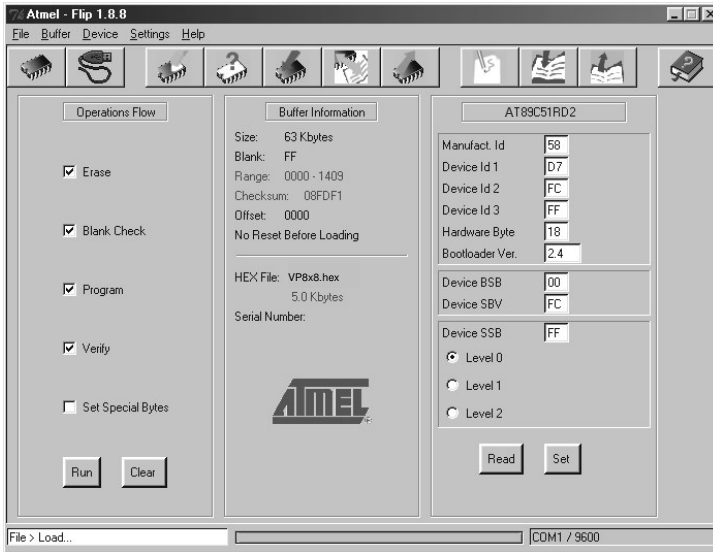 Atmel - Flip 1.8.8
File Buffer Device Settings Help
Operations Flow
Erase
Blank Check
Program
Verify
Set Special Bytes
Run Clear
Buffer Information
Size: 63 Kbytes
Blank: FF
Range: 0000 - 1409
Checksum: 08FDF1
Offset: 0000
No Reset Before Loading
HEX File: VP8x8.hex
5.0 Kbytes
Serial Number:
ATMEL
AT89C51RD2
Manufact. Id 58
Device Id 1 D7
Device Id 2 FC
Device Id 3 FF
Hardware Byte 18
Bootloader Ver. 2.4
Device BSB 00
Device SBV FC
Device SSB FF
Level 0
Level 1
Level 2
Read Set
File > Load...
COM1 / 9600